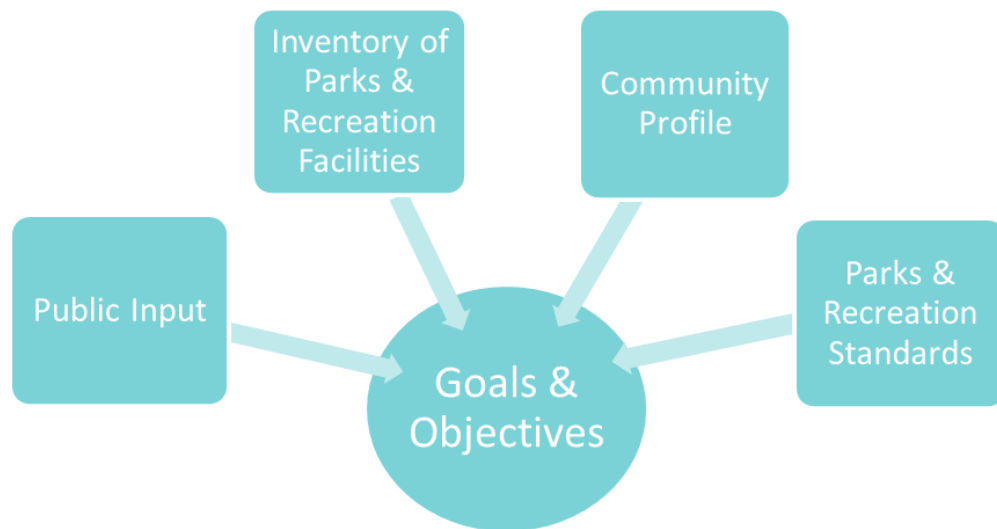 Inventory of
Parks &
Recreation
Facilities
Community
Profile
Public Input
Parks &
Recreation
Standards
Goals &
Objectives